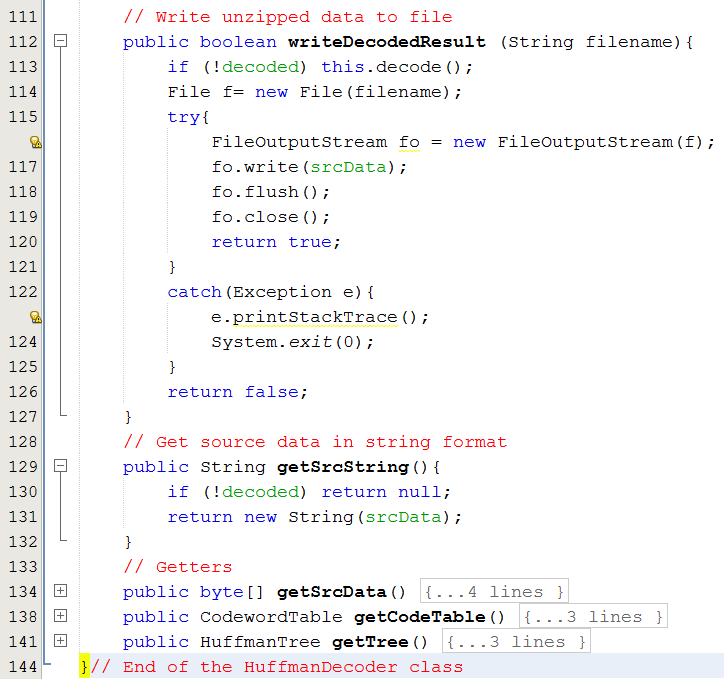 111 // Write unzipped data to file
112 public boolean writeDecodedResult (String filename){
113 if (!decoded) this.decode();
114 File f= new File(filename);
115 try{
FileOutputStream fo = new FileOutputStream(f);
117 fo.write(srcData);
118 fo.flush();
119 fo.close();
120 return true;
121 }
122 catch(Exception e){
e.printStackTrace();
124 System.exit(0);
125 }
126 return false;
127 }
128 // Get source data in string format
129 public String getSrcString(){
130 if (!decoded) return null;
131 return new String(srcData);
132 }
133 // Getters
134 public byte[] getSrcData() {...4 lines }
138 public CodewordTable getCodeTable() {...3 lines }
141 public HuffmanTree getTree() {...3 lines }
144 }// End of the HuffmanDecoder class